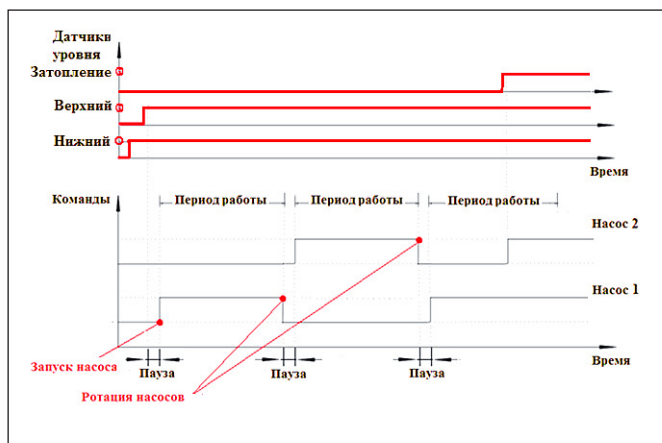 Датчикв
уровня
Затопление
Верхний
Нижний
Время
Команды
Период работы
Период работы
Период работы
Насос 2
Насос 1
Запуск насоса
Пауза
Ротация насосов
Пауза
Пауза
Время